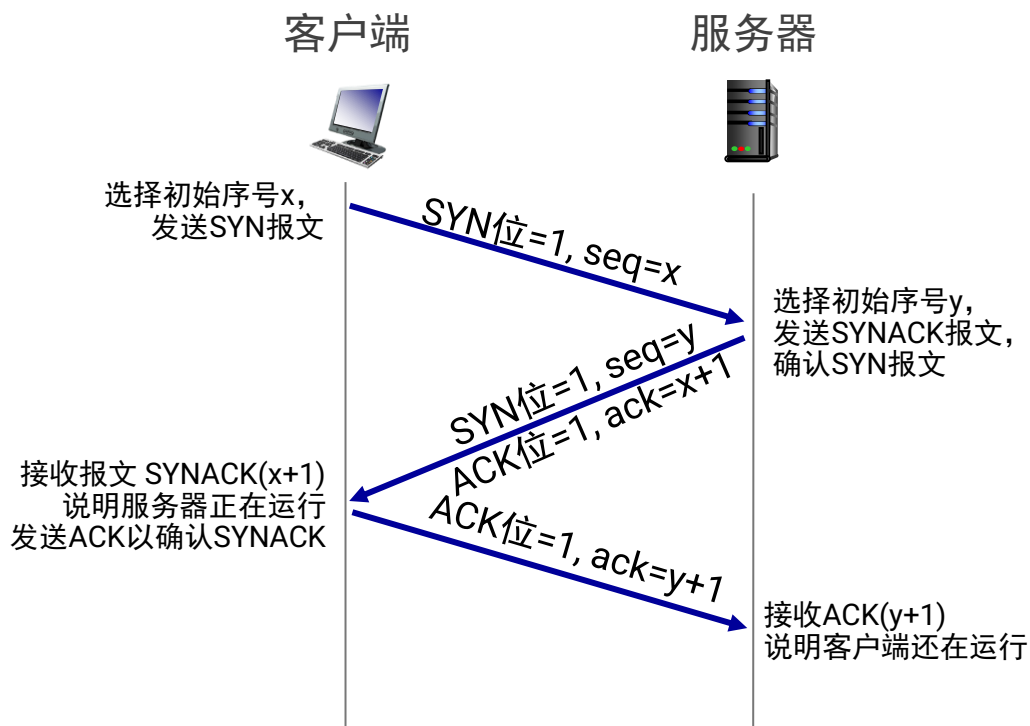 客户端
服务器
选择初始序号x，
发送SYN报文
SYN位=1, seq=x
选择初始序号y，
发送SYNACK报文，
确认SYN报文
SYN位=1, seq=y
ACK位=1, ack=x+1
接收报文 SYNACK(x+1)
说明服务器正在运行
发送ACK以确认SYNACK
ACK位=1, ack=y+1
接收ACK(y+1)
说明客户端还在运行